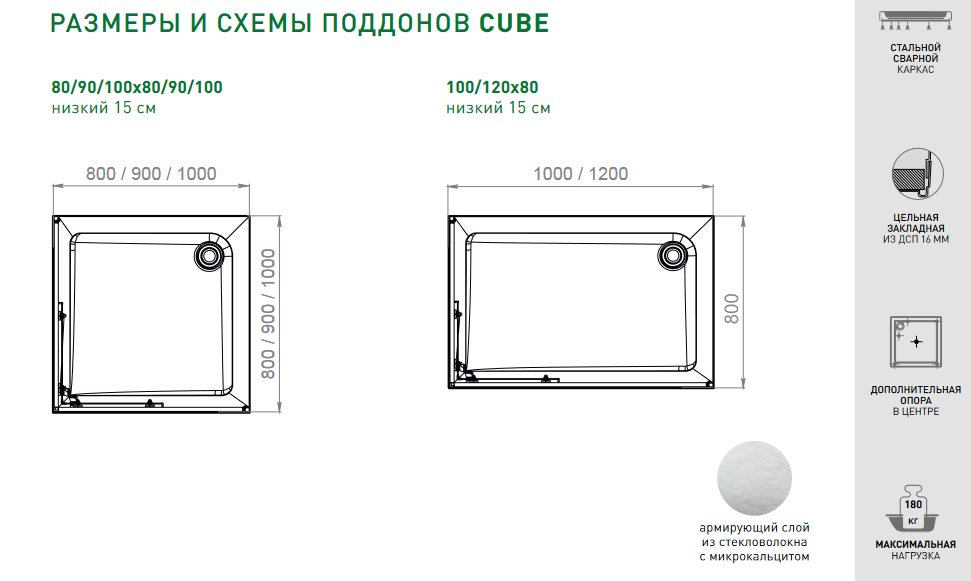 РАЗМЕРЫ И СХЕМЫ ПОДДОНОВ CUBE
80/90/100x80/90/100
низкий 15 см
800 / 900 / 1000
800 / 900 / 1000
100/120x80
низкий 15 см
1000 / 1200
800
армирующий слой
из стекловолокна
с микрокальцитом
СТАЛЬНОЙ
СВАРНОЙ
КАРКАС
ЦЕЛЬНАЯ
ЗАКЛАДНАЯ
ИЗ ДСП 16 ММ
ДОПОЛНИТЕЛЬНАЯ
ОПОРА
В ЦЕНТРЕ
180
кг
МАКСИМАЛЬНАЯ
НАГРУЗКА